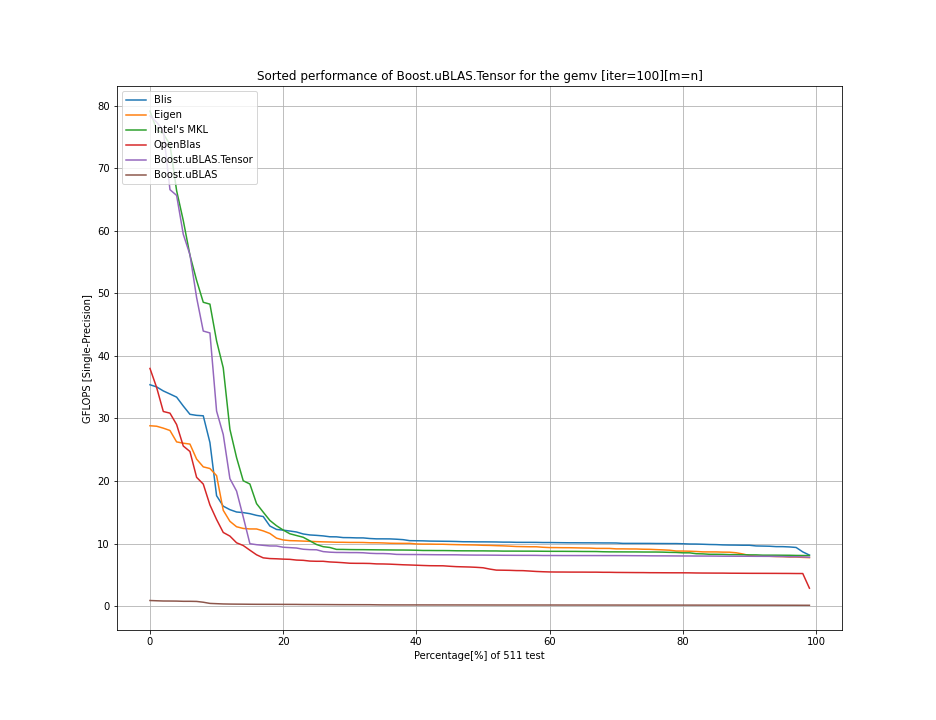 Sorted performance of Boost.uBLAS.Tensor for the gemv [iter=100][m=n]
Blis
Eigen
Intel's MKL
OpenBlas
Boost.uBLAS.Tensor
Boost.uBLAS
GFLOPS [Single-Precision]
80
70
60
50
40
30
20
10
0
0 20 40 60 80 100
Percentage[%] of 511 test